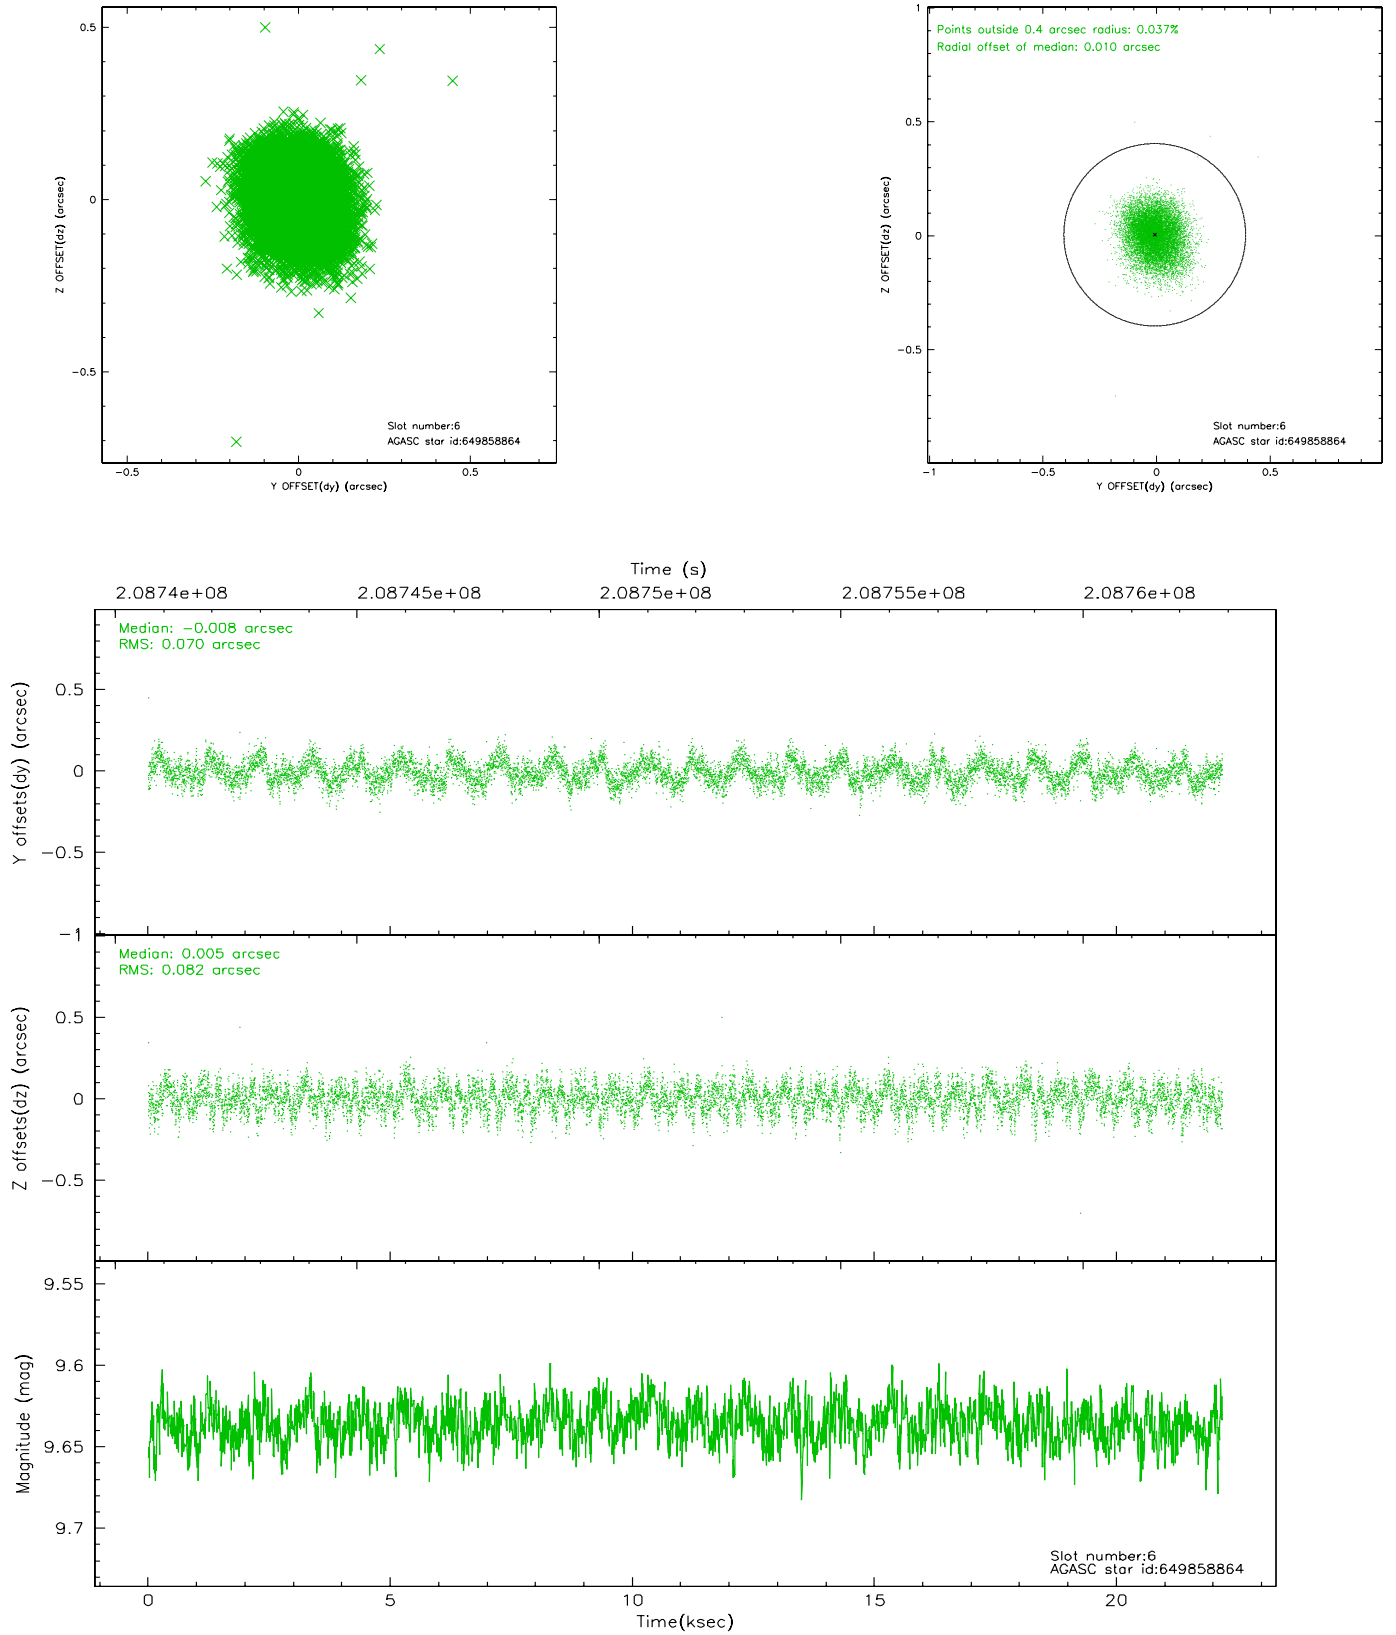 0.5
0
−0.5
Z OFFSET(dz) (arcsec)
Slot number:6
AGASC star id:649858864
−0.5 0 0.5
Y OFFSET(dy) (arcsec)
Points outside 0.4 arcsec radius: 0.037%
Radial offset of median: 0.010 arcsec
1
0.5
0
−0.5
Z OFFSET(dz) (arcsec)
Slot number:6
AGASC star id:649858864
−1 −0.5 0 0.5
Y OFFSET(dy) (arcsec)
Time (s)
2.0874e+08 2.08745e+08 2.0875e+08 2.08755e+08 2.0876e+08
Median: −0.008 arcsec
RMS: 0.070 arcsec
0.5
0
−0.5
−1
Y offsets(dy) (arcsec)
Median: 0.005 arcsec
RMS: 0.082 arcsec
0.5
0
−0.5
Z offsets(dz) (arcsec)
9.55
9.6
9.65
9.7
Magnitude (mag)
Slot number:6
AGASC star id:649858864
0 5 10 15 20
Time(ksec)